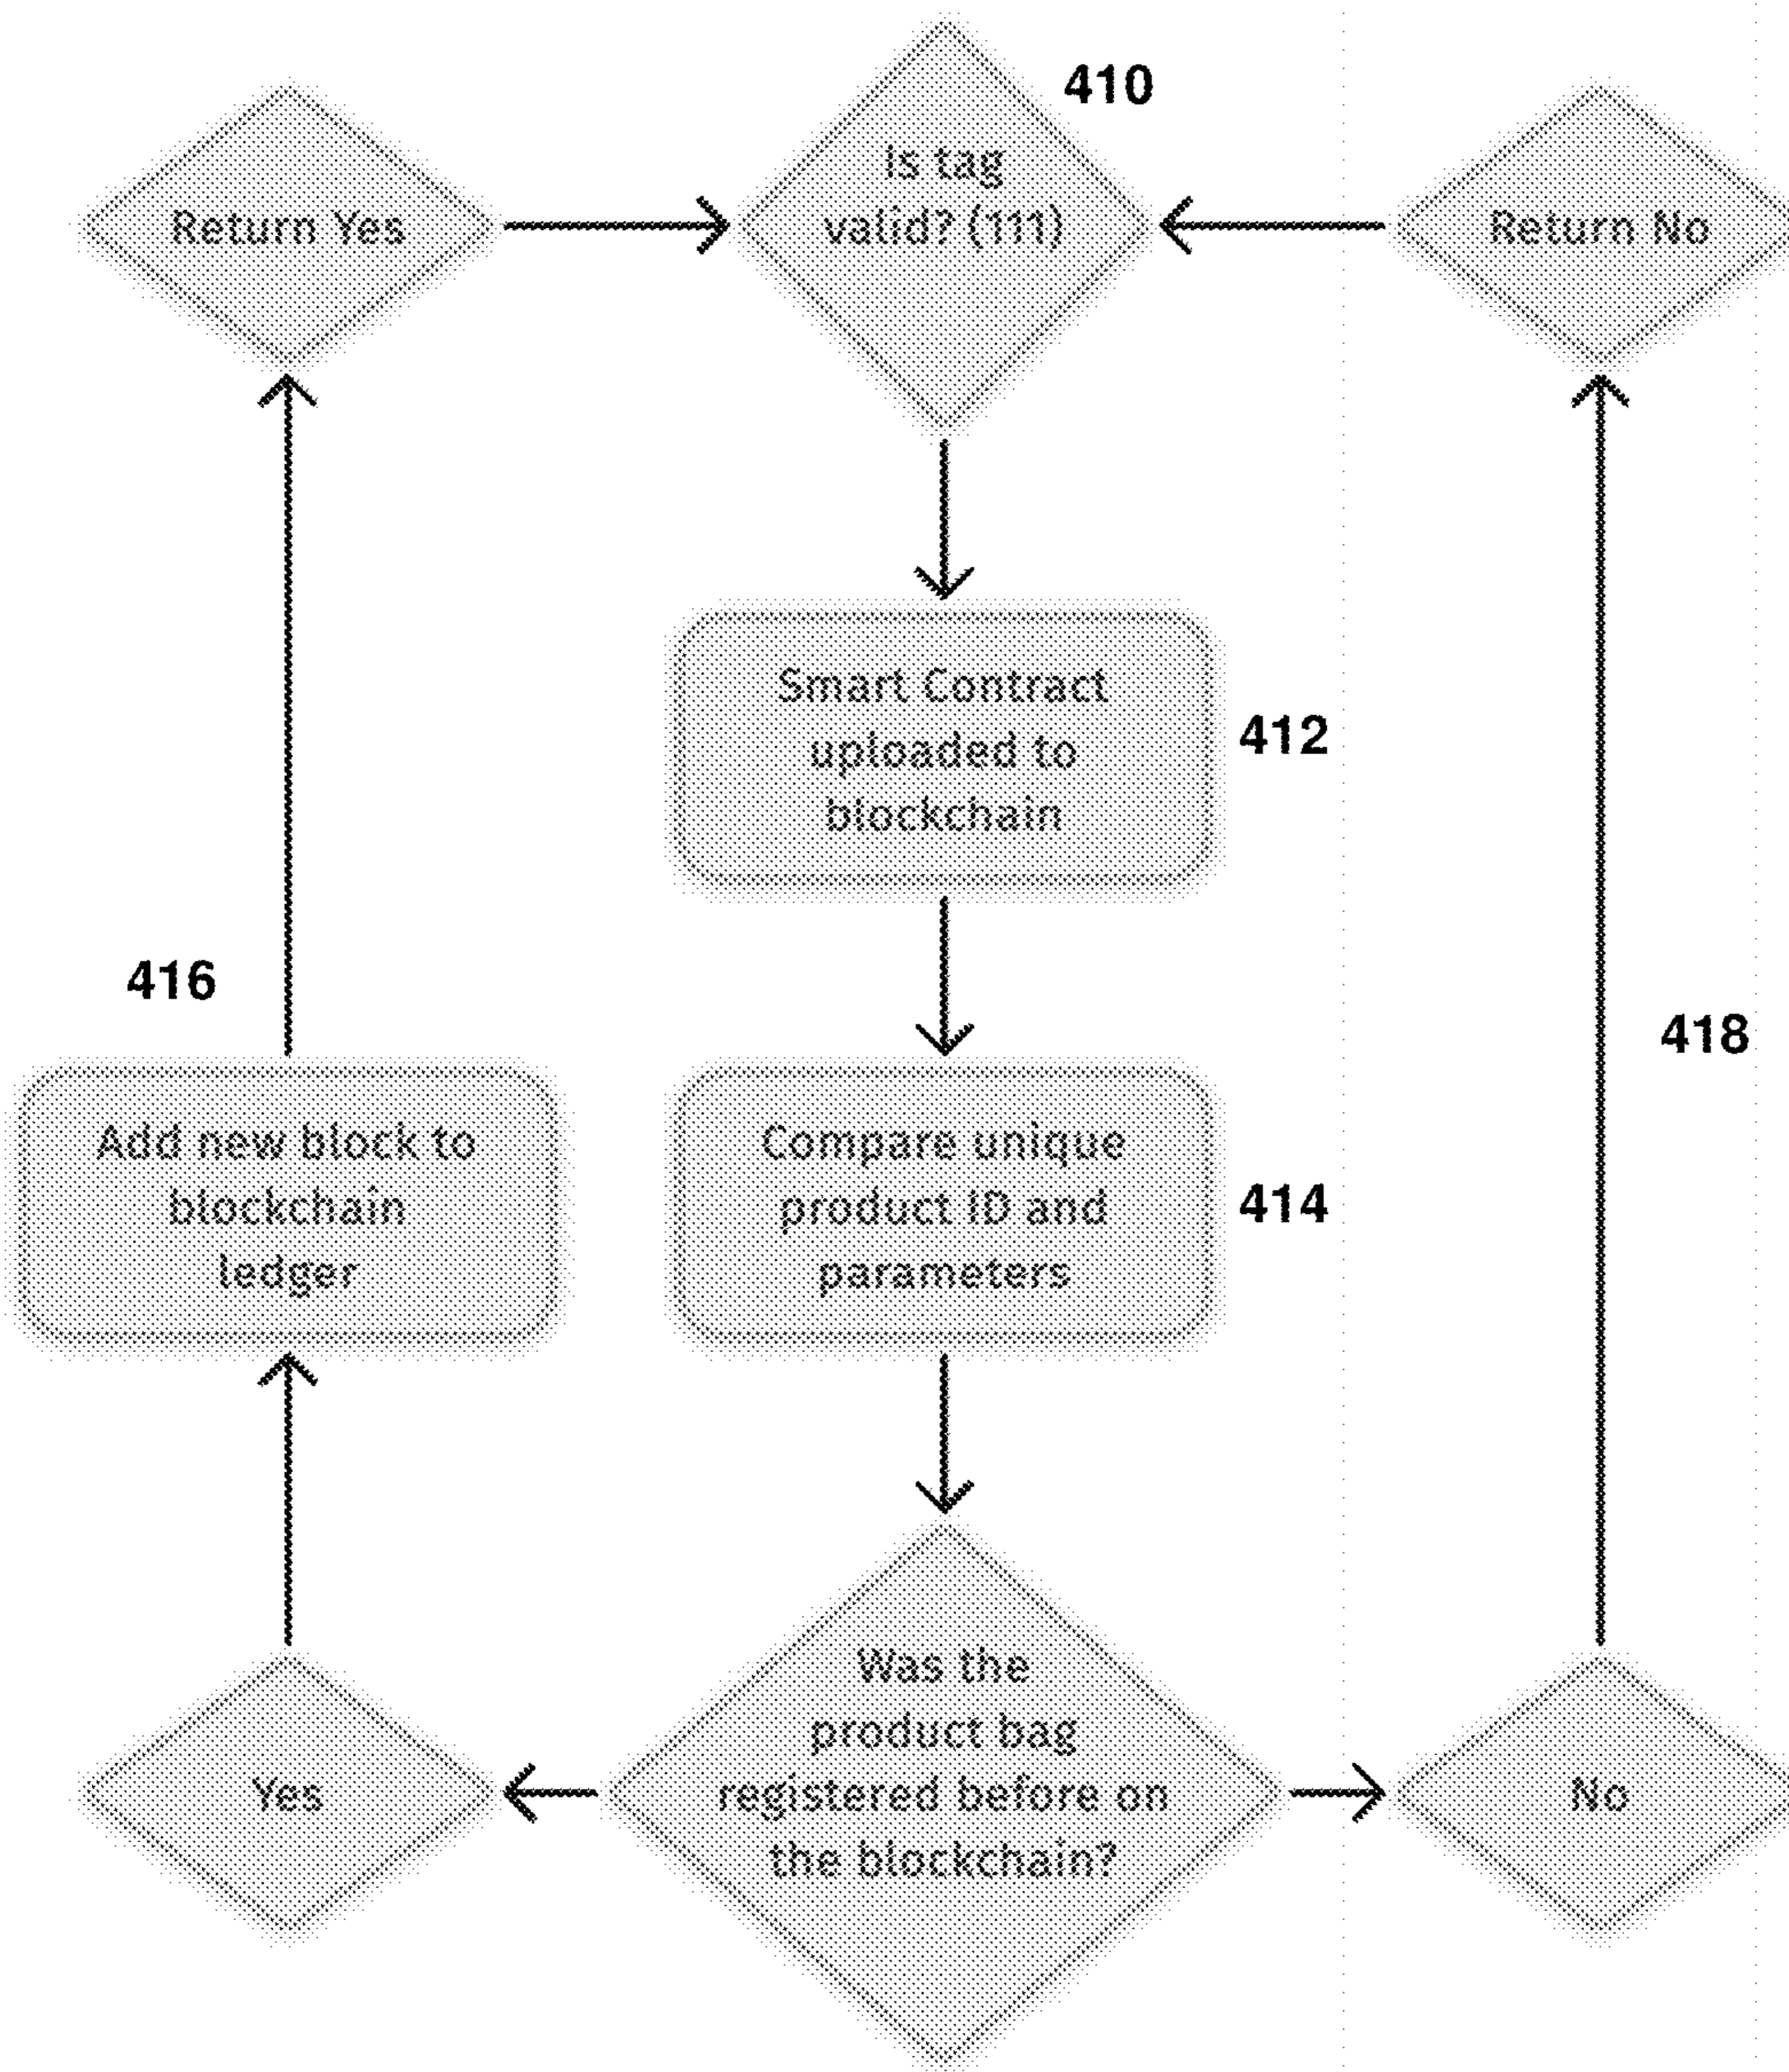 410
Is tag
Return Yes
valid? (111)
Return No
Smart Contract
412
uploaded to
blockchain
416
418
Add new block to
Compare unique
blockchain
product ID and
414
ledger
parameters
Was the
product bag
Yes
registered before on
No
the blockchain?